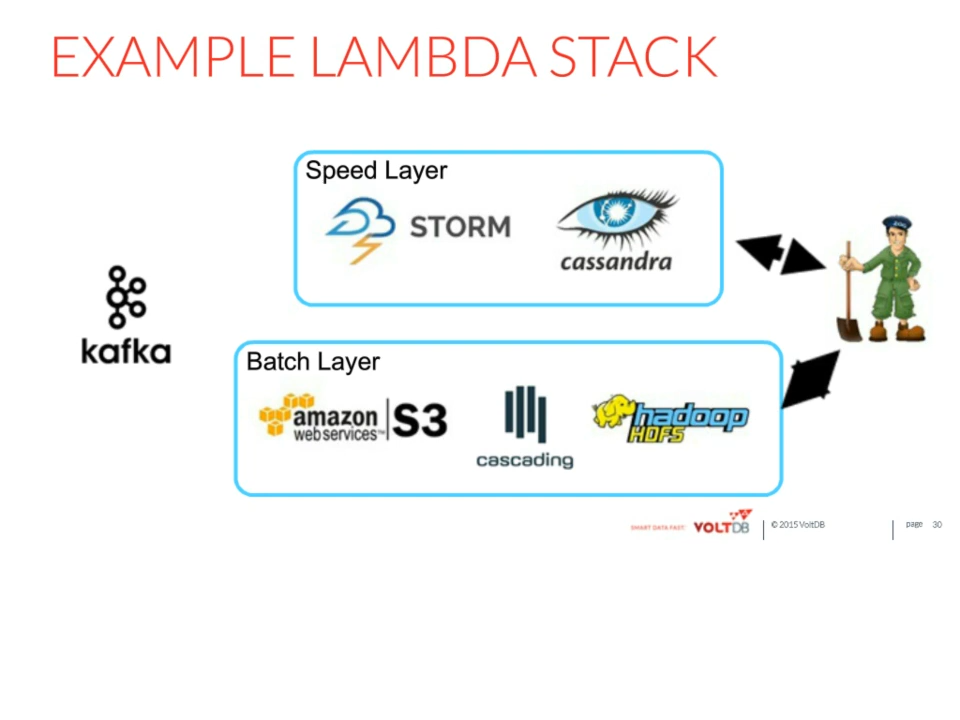 EXAMPLE LAMBDA STACK
Speed Layer
STORM
cassandra
kafka
Batch Layer
amazon
webservices™
S3
cascading
hadoop
HDFS
SMART DATA FAST.
VOLTDB
© 2015 VoltDB
page 30